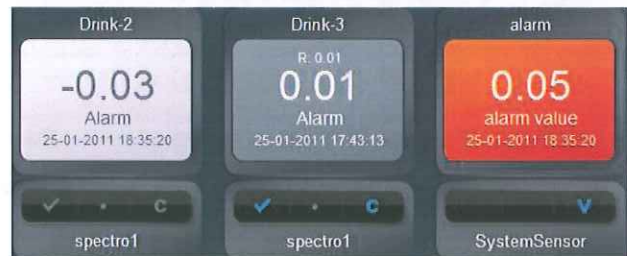 Drink-2
-0.03
Alarm
25-01-2011 18:35:20
C
spectro1
Drink-3
R: 0.01
0.01
Alarm
25-01-2011 17:43:13
C
spectro1
alarm
0.05
alarm value
25-01-2011 18:35:20
V
SystemSensor